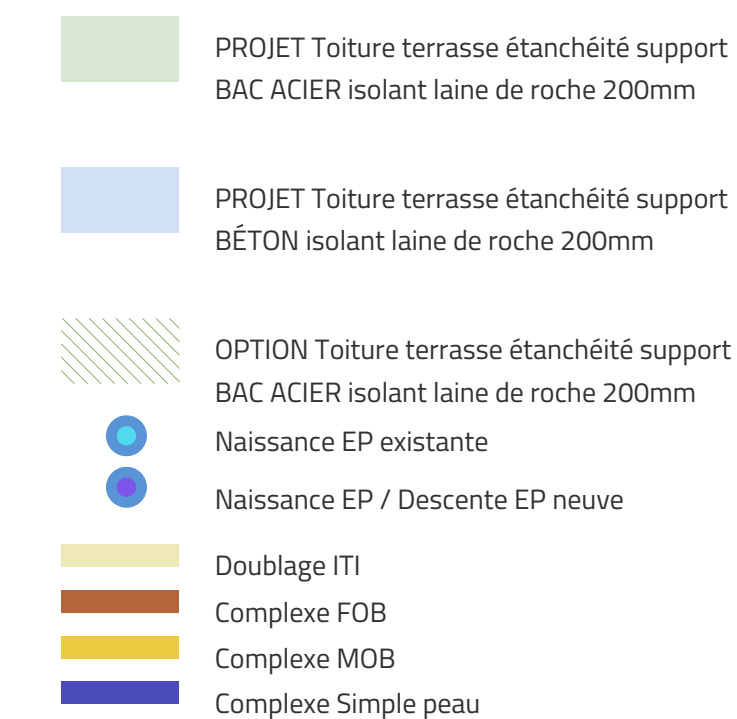 PROJET Toiture terrasse étanchéité support
BAC ACIER isolant laine de roche 200mm
PROJET Toiture terrasse étanchéité support
BÉTON isolant laine de roche 200mm
OPTION Toiture terrasse étanchéité support
BAC ACIER isolant laine de roche 200mm
Naissance EP existante
Naissance EP / Descente EP neuve
Doublage ITI
Complexe FOB
Complexe MOB
Complexe Simple peau